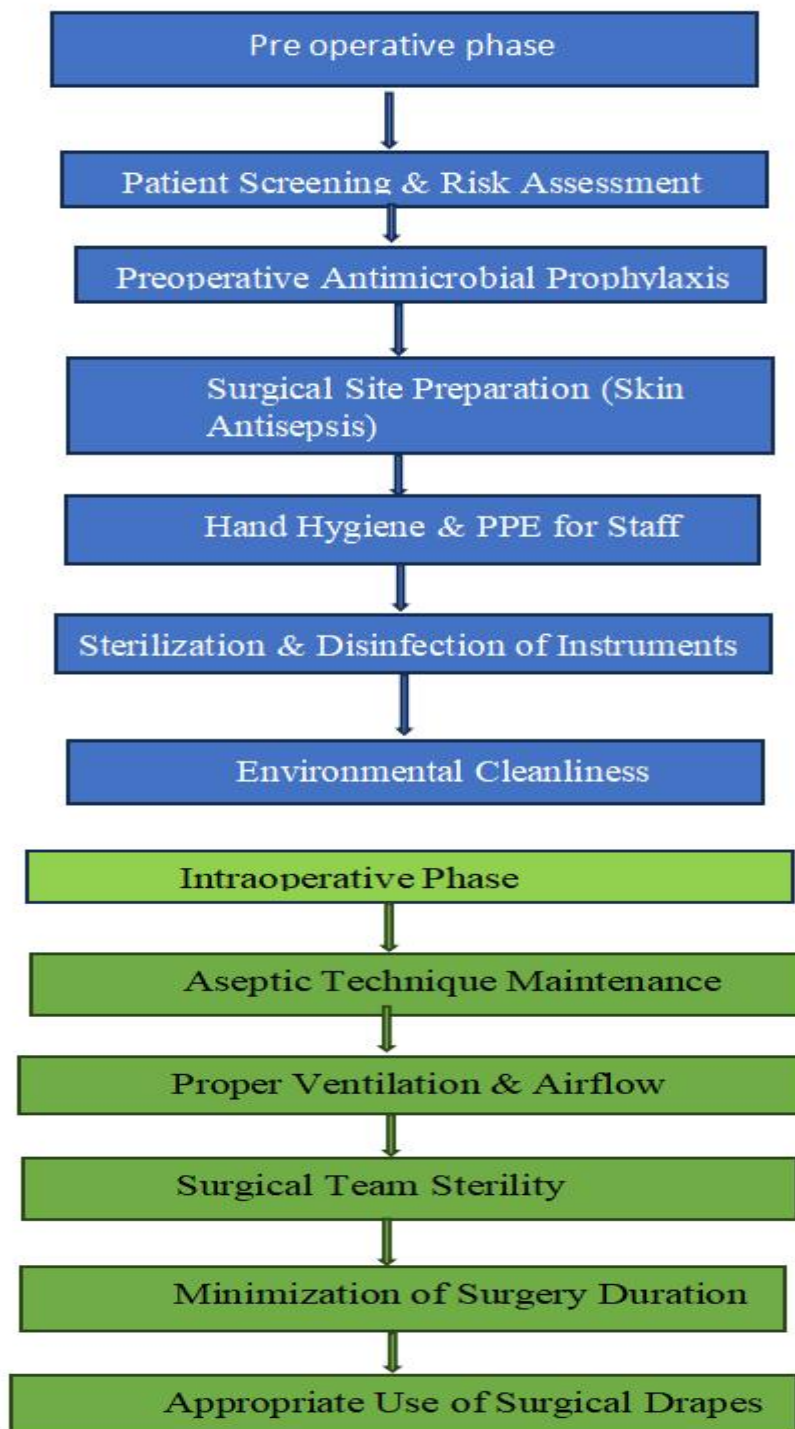 Pre operative phase
Patient Screening & Risk Assessment
Preoperative Antimicrobial Prophylaxis
Surgical Site Preparation (Skin
Antisepsis)
Hand Hygiene & PPE for Staff
Sterilization & Disinfection of Instruments
Environmental Cleanliness
Intraoperative Phase
Aseptic Technique Maintenance
Proper Ventilation & Airflow
Surgical Team Sterility
Minimization of Surgery Duration
Appropriate Use of Surgical Drapes